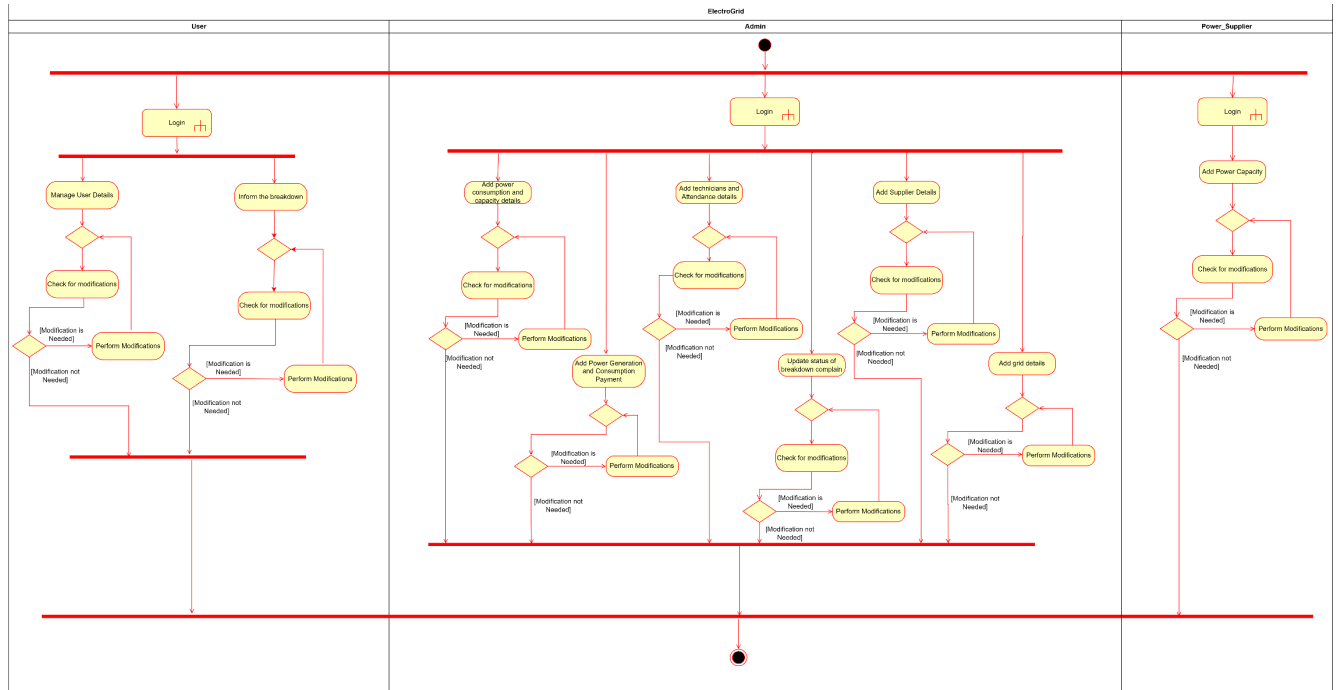 ElectroGrid
User
Admin
Power_Supplier
Login
Login
Login
Manage User Details
Inform the breakdown
Add power
consumption and
capacity details
Add technicians and
Attendance details
Add Supplier Details
Add Power Capacity
Check for modifications
Check for modifications
Check for modifications
Check for modifications
Check for modifications
Check for modifications
[Modification is
Needed]
Perform Modifications
[Modification not
Needed]
[Modification is
Needed]
Perform Modifications
[Modification not
Needed]
[Modification is
Needed]
Perform Modifications
[Modification not
Needed]
Add Power Generation
and Consumption
Payment
[Modification is
Needed]
Perform Modifications
[Modification not
Needed]
[Modification is
Needed]
Perform Modifications
[Modification not
Needed]
Update status of
breakdown complain
Check for modifications
[Modification is
Needed]
Perform Modifications
[Modification not
Needed]
[Modification is
Needed]
Perform Modifications
[Modification not
Needed]
Add grid details
[Modification is
Needed]
Perform Modifications
[Modification not
Needed]
[Modification is
Needed]
Perform Modifications
[Modification not
Needed]